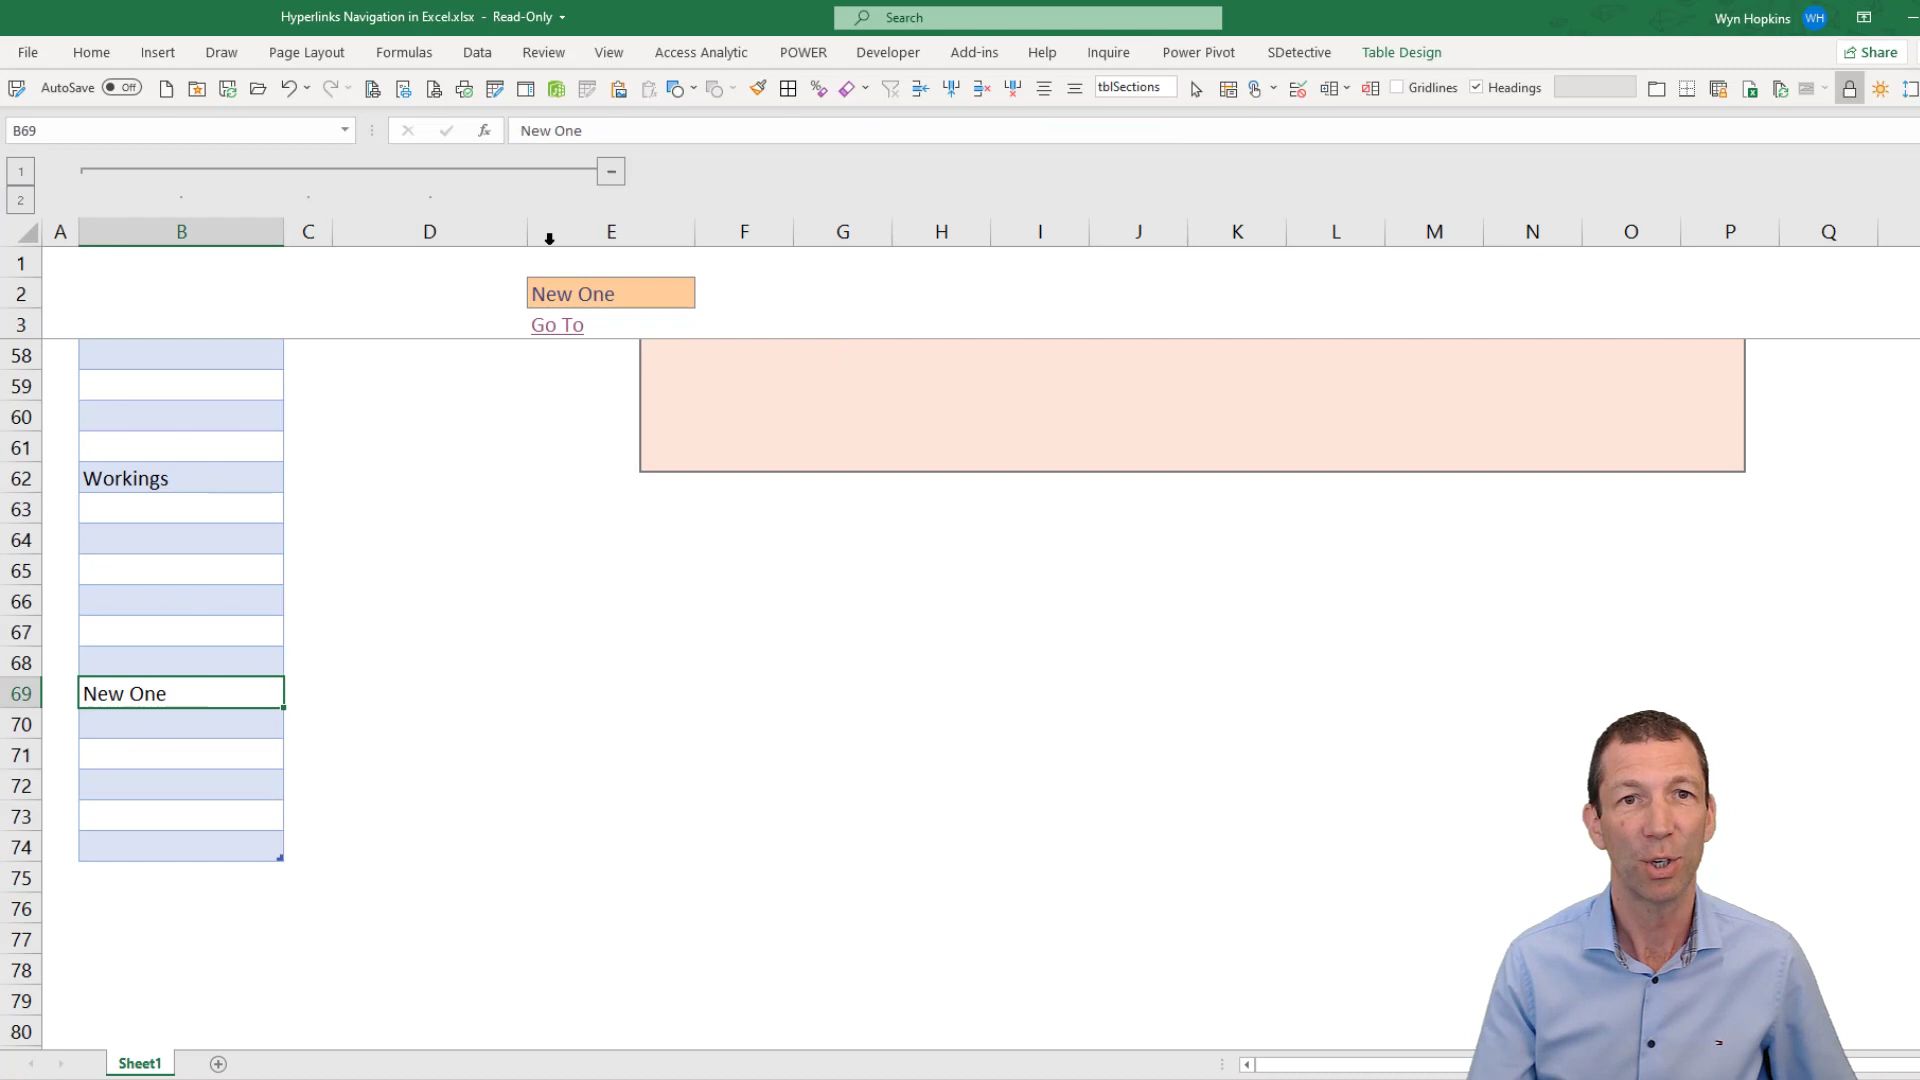 Hyperlinks Navigation in Excel.xlsx - Read-Only
Search
Wyn Hopkins WH
File Home Insert Draw Page Layout Formulas Data Review View Access Analytic POWER Developer Add-ins Help Inquire Power Pivot SDetective Table Design Share
AutoSave Off tblSections Gridlines Headings
B69 fx New One
1
2
A B C D E F G H I J K L M N O P Q
1
2 New One
3 Go To
58
59
60
61
62 Workings
63
64
65
66
67
68
69 New One
70
71
72
73
74
75
76
77
78
79
80
Sheet1